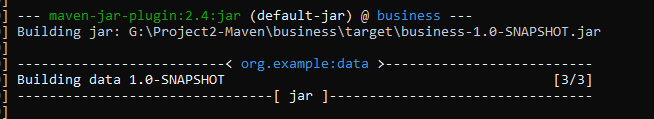 ] --- maven-jar-plugin:2.4:jar (default-jar) @ business ---
] Building jar: G:\Project2-Maven\business\target\business-1.0-SNAPSHOT.jar
]
] --------------------------< org.example:data >--------------------------
] Building data 1.0-SNAPSHOT                                         [3/3]
] --------------------------------[ jar ]---------------------------------
]